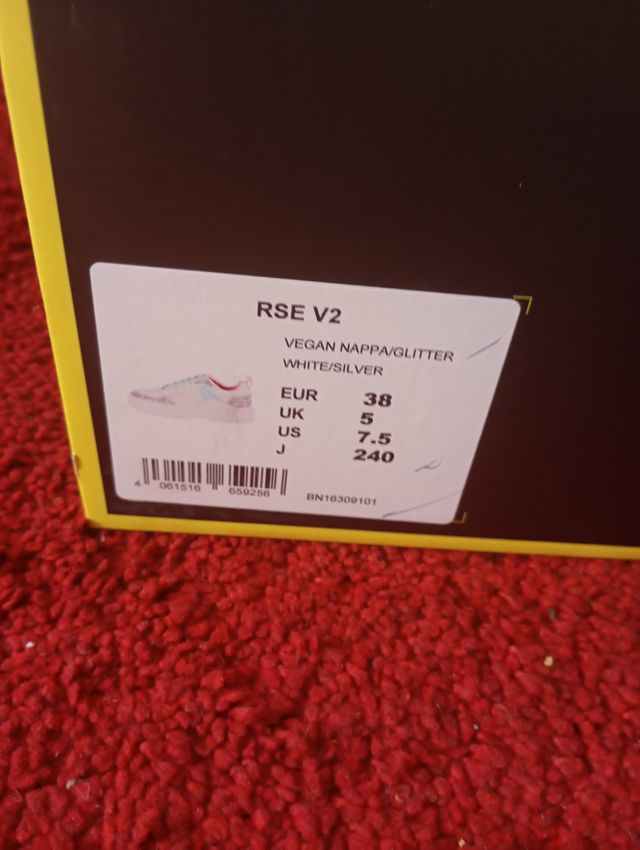 RSE V2
VEGAN NAPPA/GLITTER
WHITE/SILVER
EUR 38
UK 5
US 7.5
J 240
4 061516 659256
BN16309101